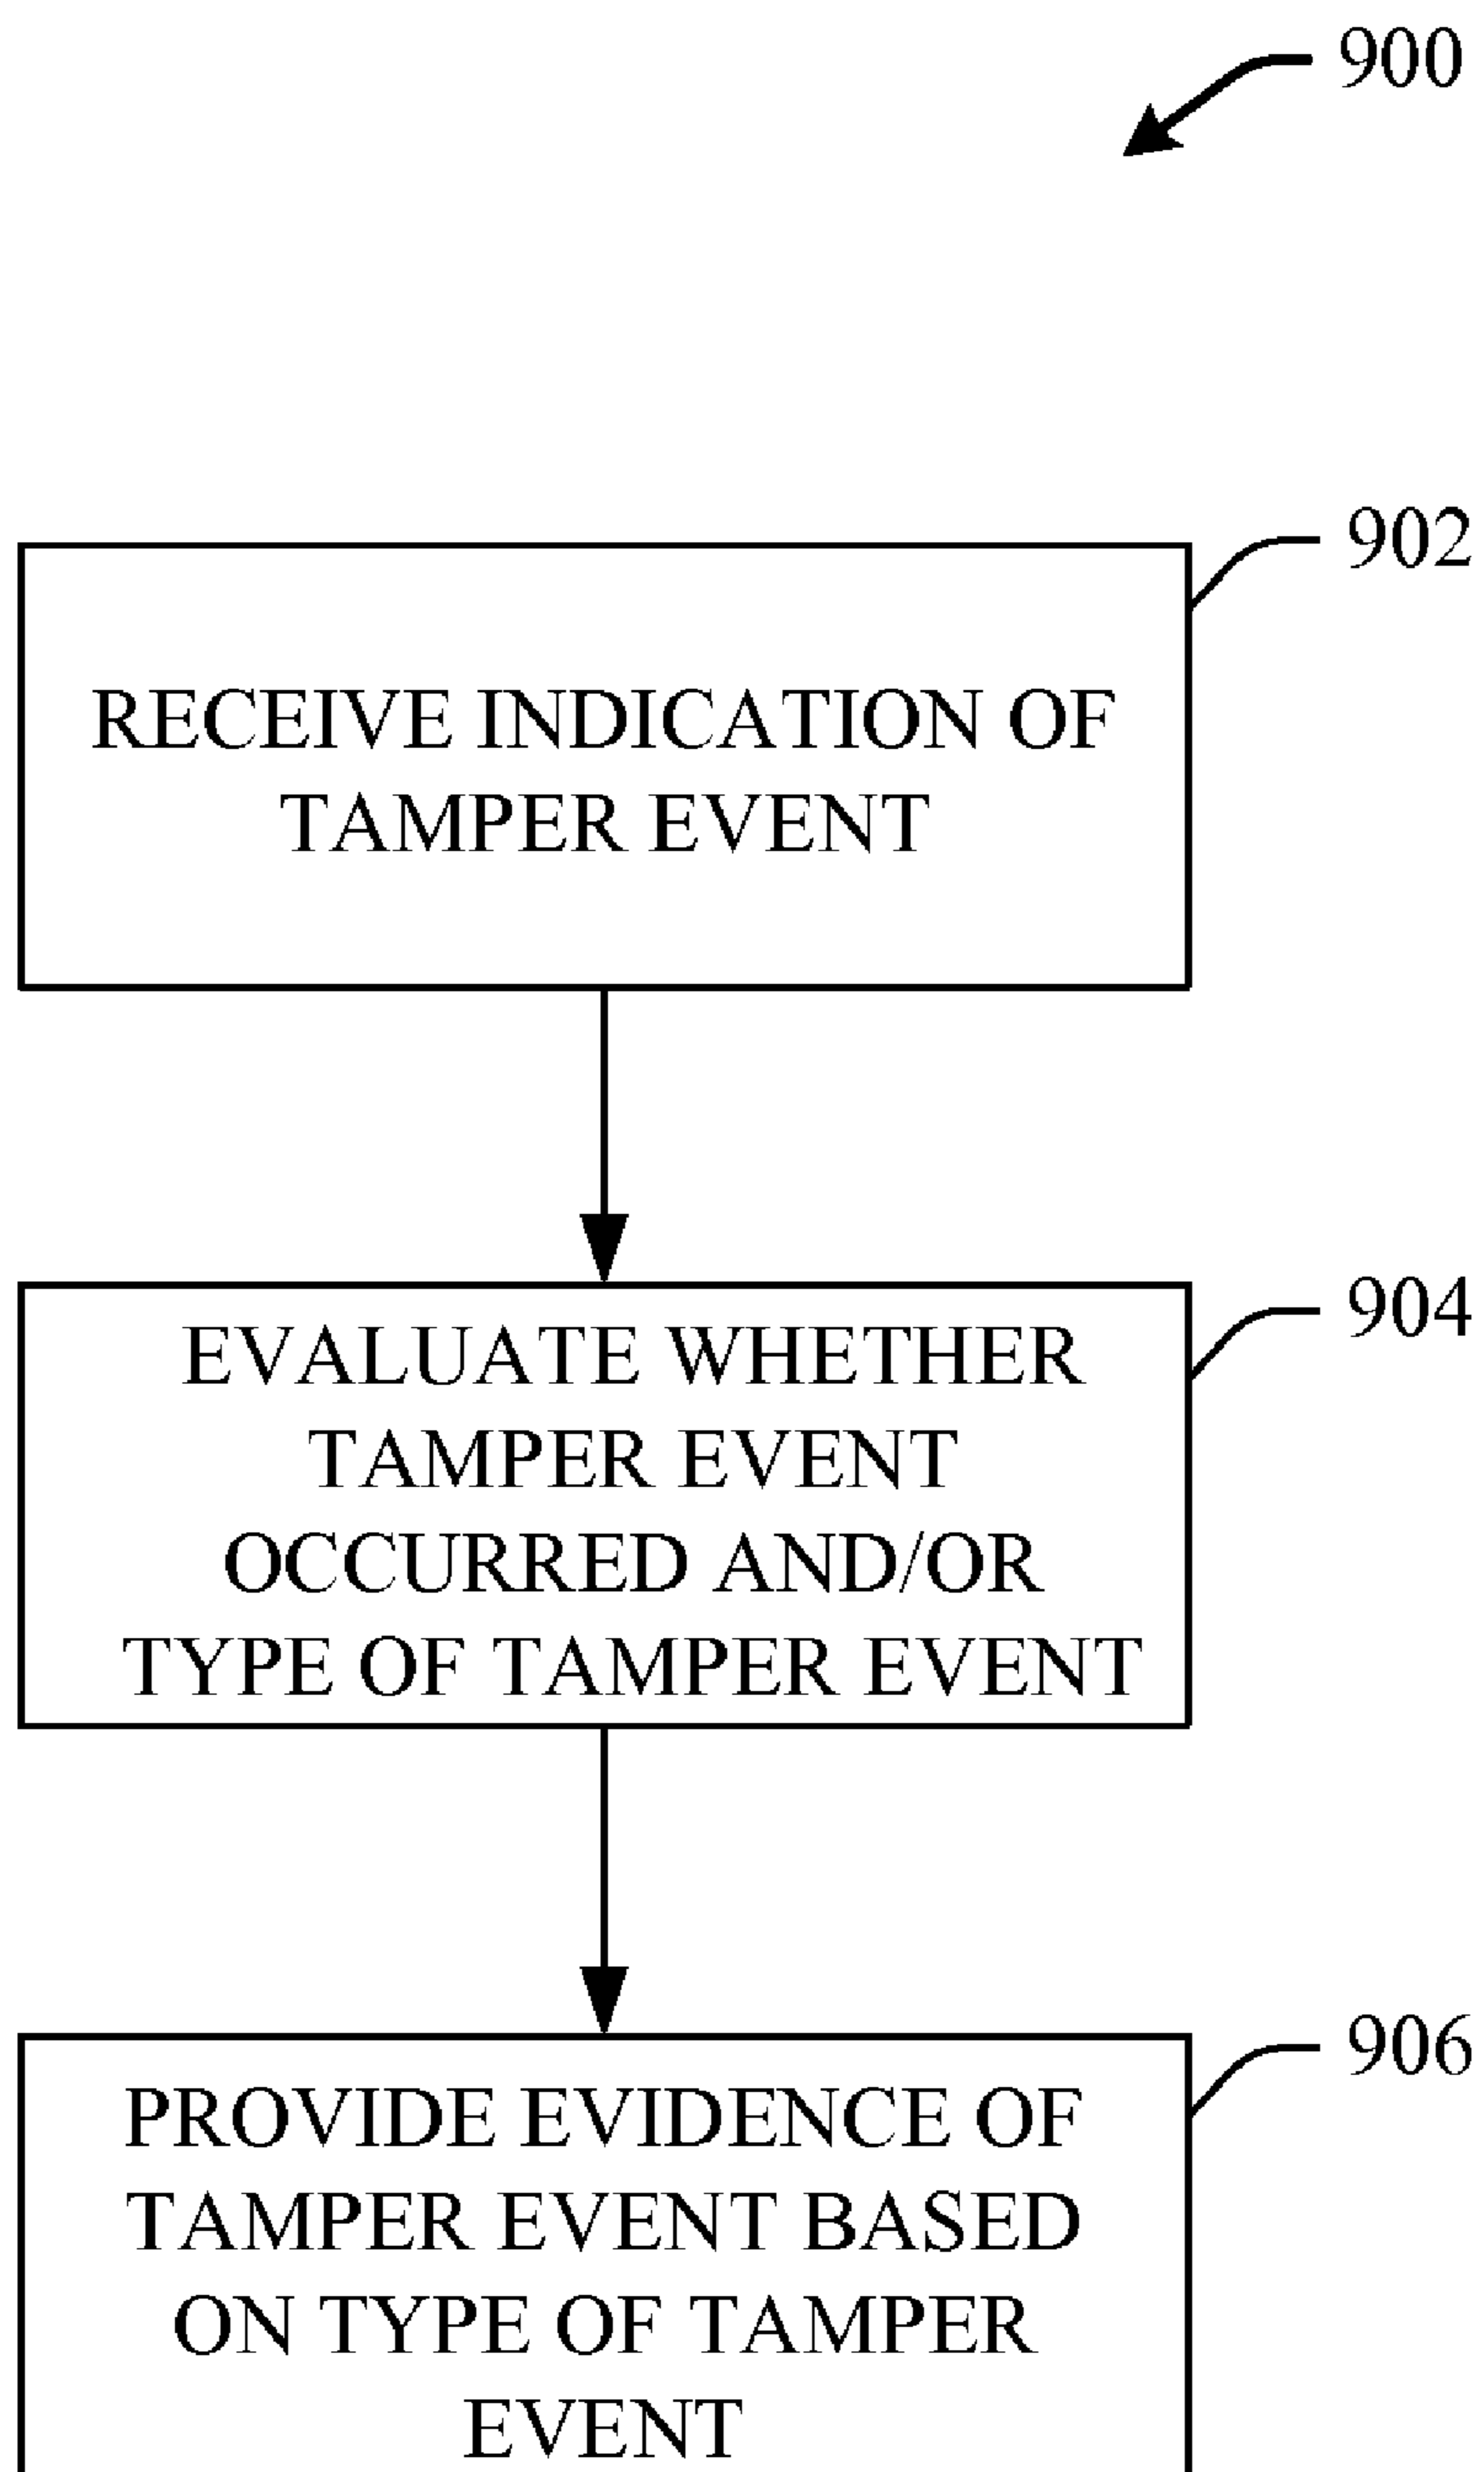 900
902
RECEIVE INDICATION OF
TAMPER EVENT
904
EVALUATE WHETHER
TAMPER EVENT
OCCURRED AND/OR
TYPE OF TAMPER EVENT
906
PROVIDE EVIDENCE OF
TAMPER EVENT BASED
ON TYPE OF TAMPER
EVENT